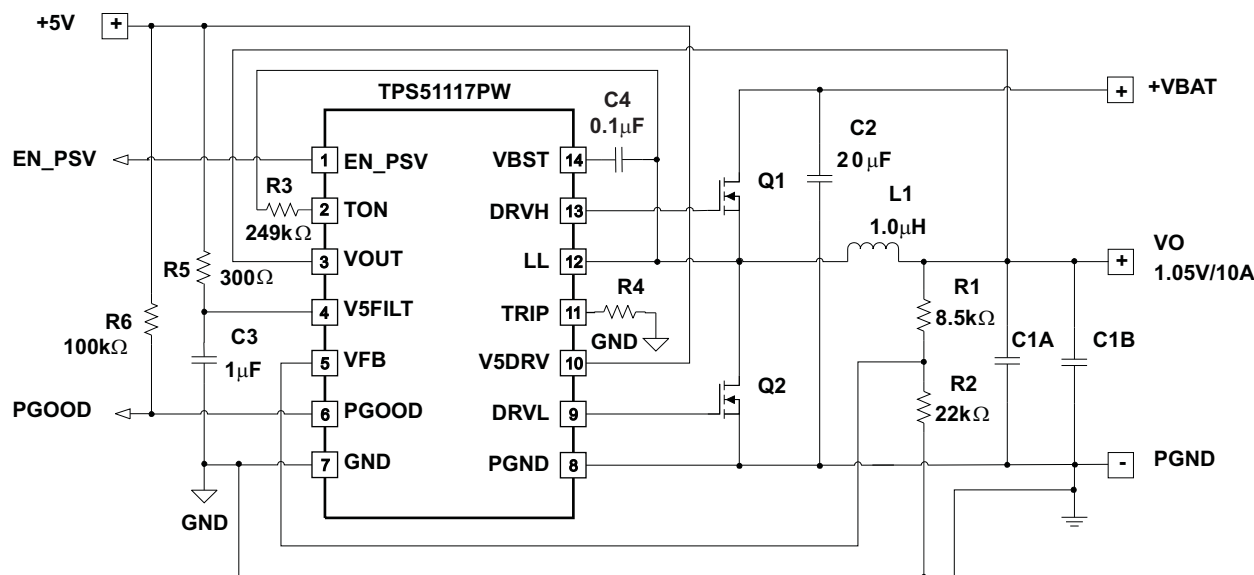 +5V
+
TPS51117PW
C4
0.1µF
+
+VBAT
C2
20µF
EN_PSV
1
EN_PSV
VBST
14
Q1
R3
L1
2
TON
DRVH
13
249kΩ
1.0µH
VO
3
VOUT
LL
12
+
1.05V/10A
R5
300Ω
R4
R1
4
V5FILT
TRIP
11
8.5kΩ
R6
100kΩ
C3
GND
C1A
C1B
1µF
5
VFB
V5DRV
10
R2
Q2
22kΩ
PGOOD
6
PGOOD
DRVL
9
7
GND
PGND
8
-
PGND
GND